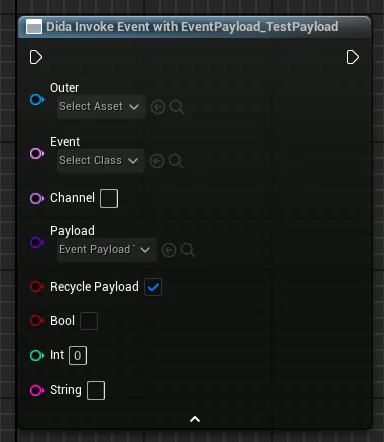 Dida Invoke Event with EventPayload_TestPayload
Outer
Select Asset
Event
Select Class
Channel
Payload
Event Payload
Recycle Payload
Bool
Int 0
String